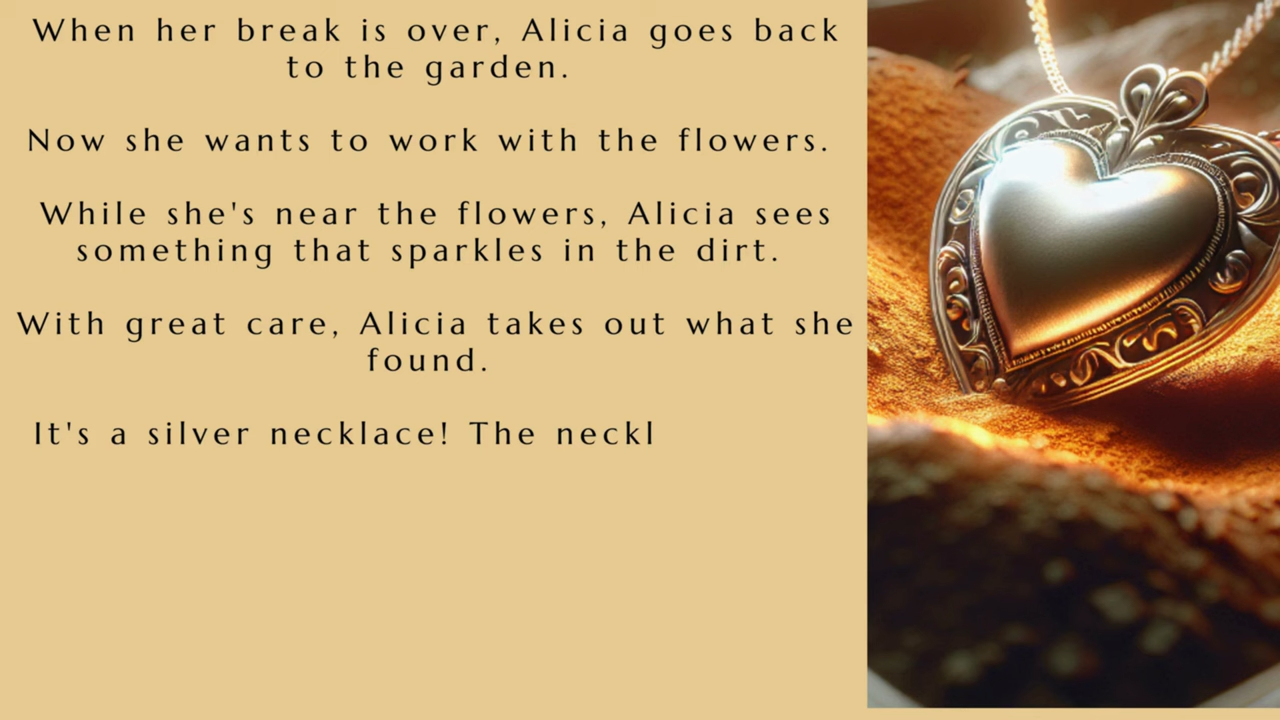 When her break is over, Alicia goes back
to the garden.
Now she wants to work with the flowers.
While she's near the flowers, Alicia sees
something that sparkles in the dirt.
With great care, Alicia takes out what she
found.
It's a silver necklace! The neckl